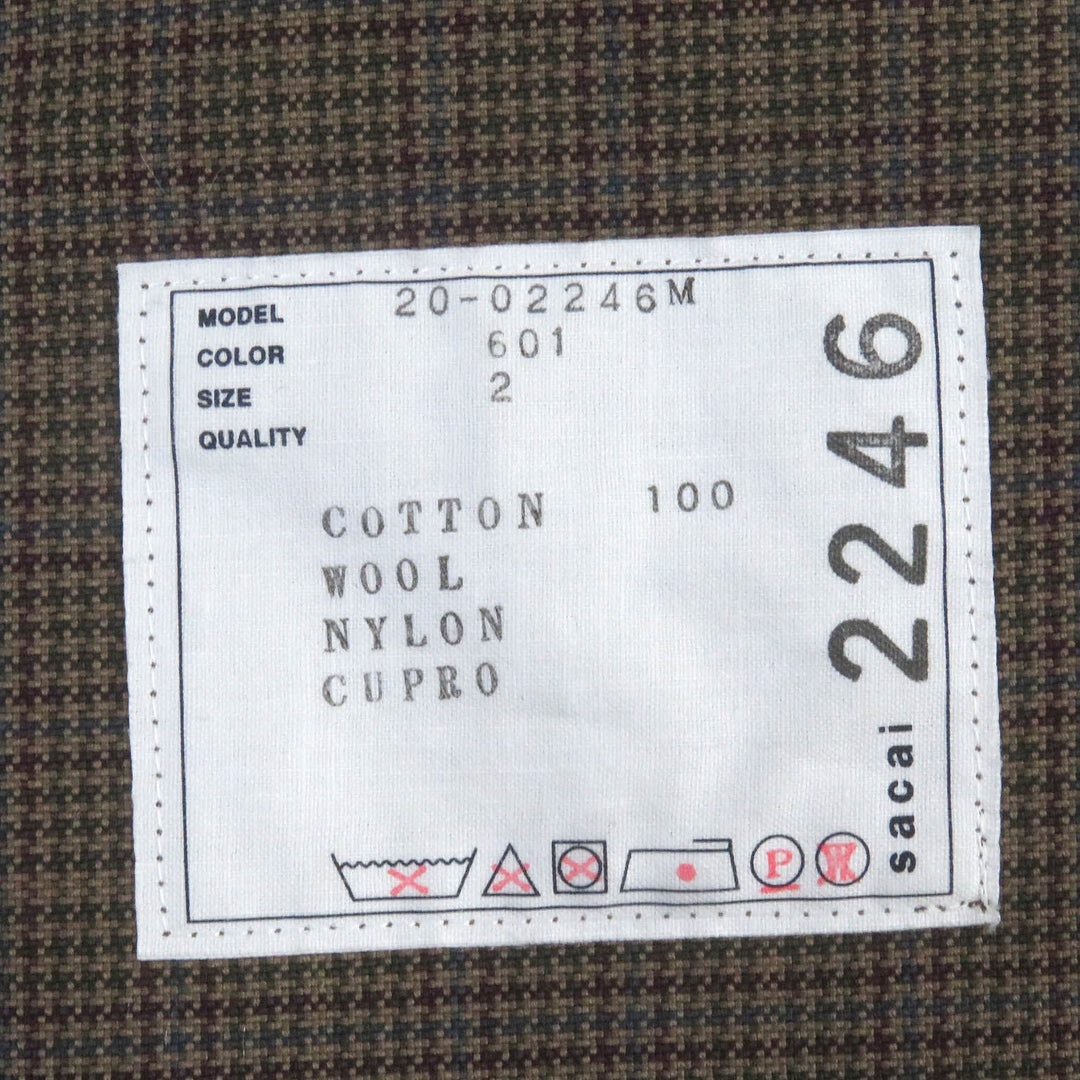 MODEL 20-02246M
COLOR 601
SIZE 2
QUALITY
COTTON 100
WOOL
NYLON
CUPRO
P W
sacai 2246